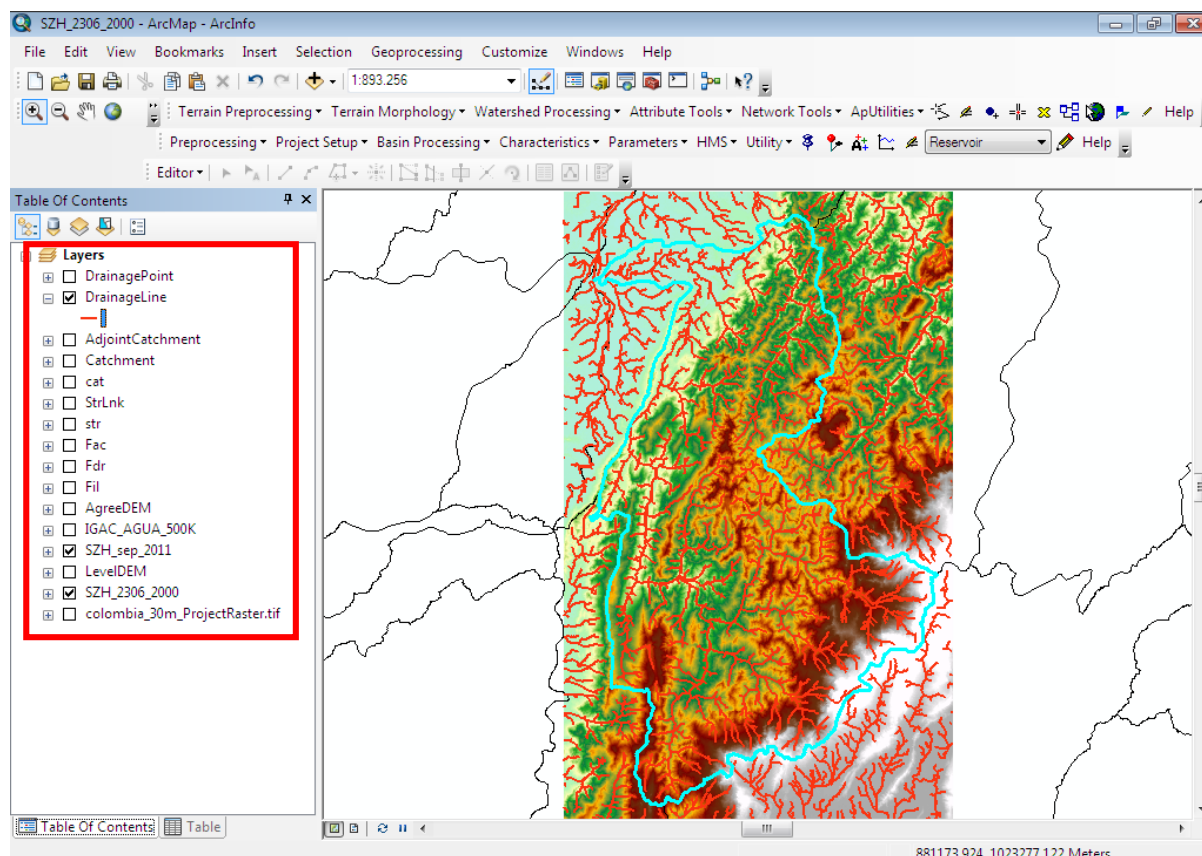 SZH_2306_2000 - ArcMap - ArcInfo
File Edit View Bookmarks Insert Selection Geoprocessing Customize Windows Help
1:893.256
Terrain Preprocessing Terrain Morphology Watershed Processing Attribute Tools Network Tools ApUtilities Help
Preprocessing Project Setup Basin Processing Characteristics Parameters HMS Utility Reservoir Help
Editor
Table Of Contents
Layers
DrainagePoint
DrainageLine
AdjointCatchment
Catchment
cat
StrLnk
str
Fac
Fdr
Fil
AgreeDEM
IGAC_AGUA_500K
SZH_sep_2011
LevelDEM
SZH_2306_2000
colombia_30m_ProjectRaster.tif
Table Of Contents Table
881173,924 1023277,122 Meters